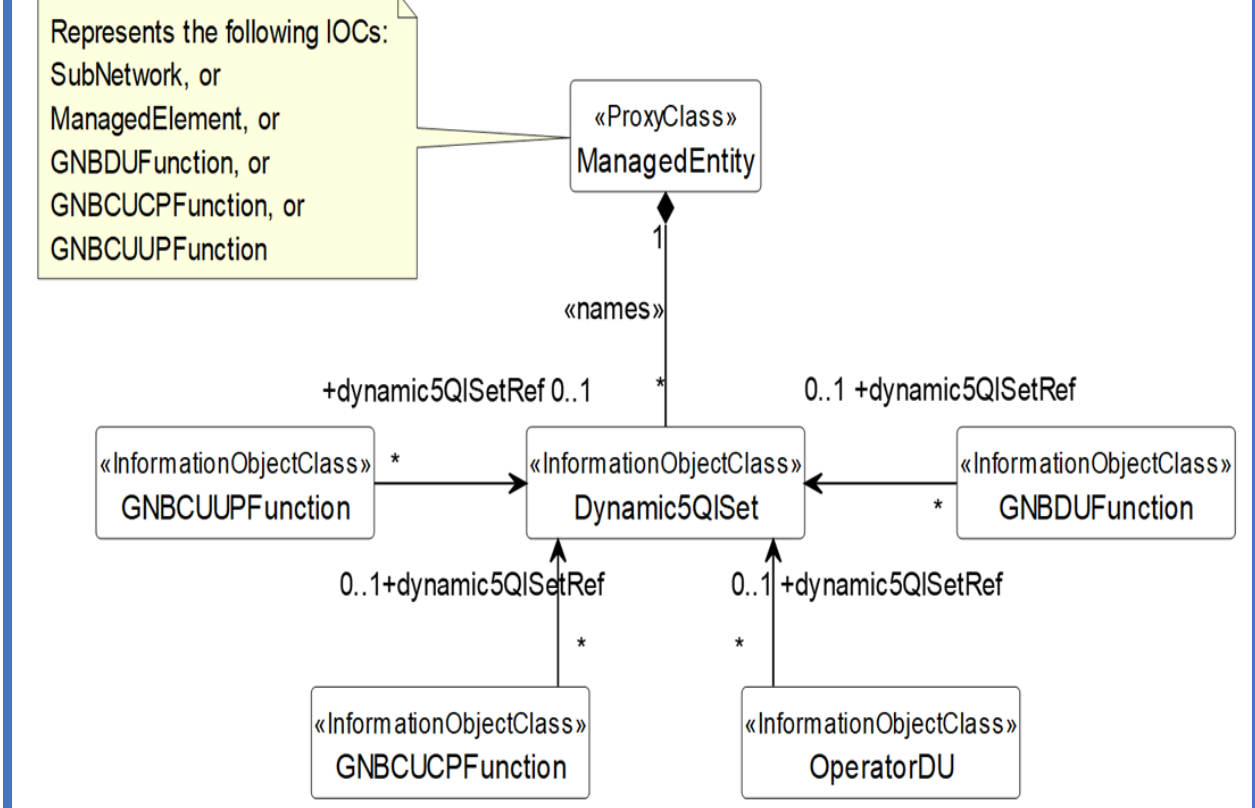 Represents the following IOCs:
SubNetwork, or
ManagedElement, or
GNBDUFunction, or
GNBCUCPFunction, or
GNBCUUPFunction
«ProxyClass»
ManagedEntity
1
«names»
*
+dynamic5QISetRef 0..1
0..1 +dynamic5QISetRef
«InformationObjectClass»
GNBCUUPFunction
*
«InformationObjectClass»
Dynamic5QISet
«InformationObjectClass»
GNBDUFunction
*
0..1+dynamic5QISetRef
0..1 +dynamic5QISetRef
*
*
«InformationObjectClass»
GNBCUCPFunction
«InformationObjectClass»
OperatorDU